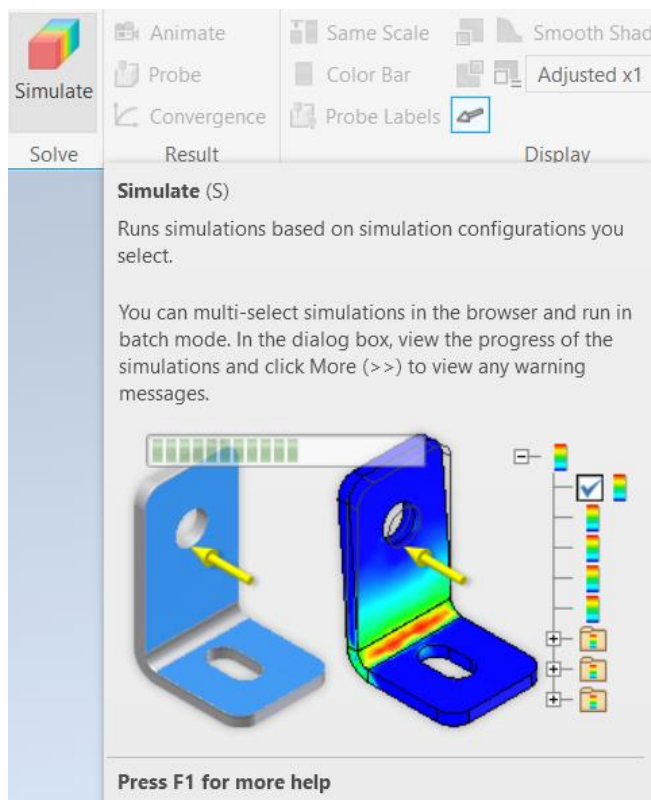 Simulate
Solve
Animate
Probe
Convergence
Result
Same Scale
Color Bar
Probe Labels
Smooth Shad
Adjusted x1
Display
Simulate (S)
Runs simulations based on simulation configurations you
select.
You can multi-select simulations in the browser and run in
batch mode. In the dialog box, view the progress of the
simulations and click More (>>) to view any warning
messages.
Press F1 for more help